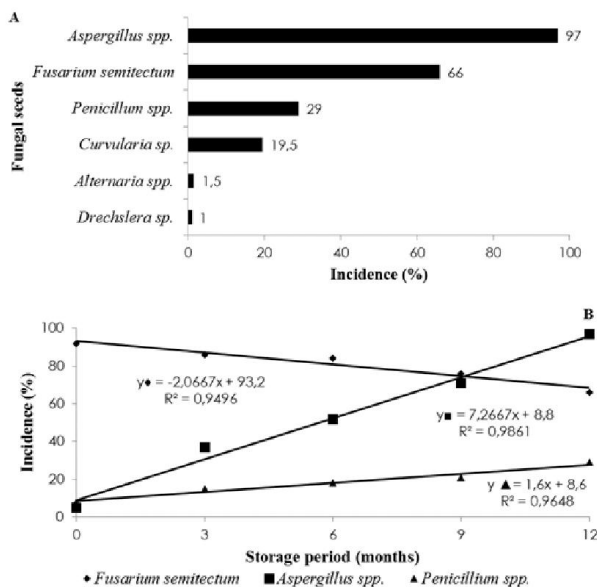 A
Fungal seeds
Aspergillus spp. 97
Fusarium semitectum 66
Penicillum spp. 29
Curvularia sp. 19,5
Alternaria spp. 1,5
Drechslera sp. 1
0 20 40 60 80 100
Incidence (%)
B
Incidence (%)
100
80
60
40
20
0
y♦ = -2,0667x + 93,2
R² = 0,9496
y■ = 7,2667x + 8,8
R² = 0,9861
y ▲= 1,6x + 8,6
R² = 0,9648
0 3 6 9 12
Storage period (months)
♦ Fusarium semitectum ■ Aspergillus spp. ▲ Penicillium spp.